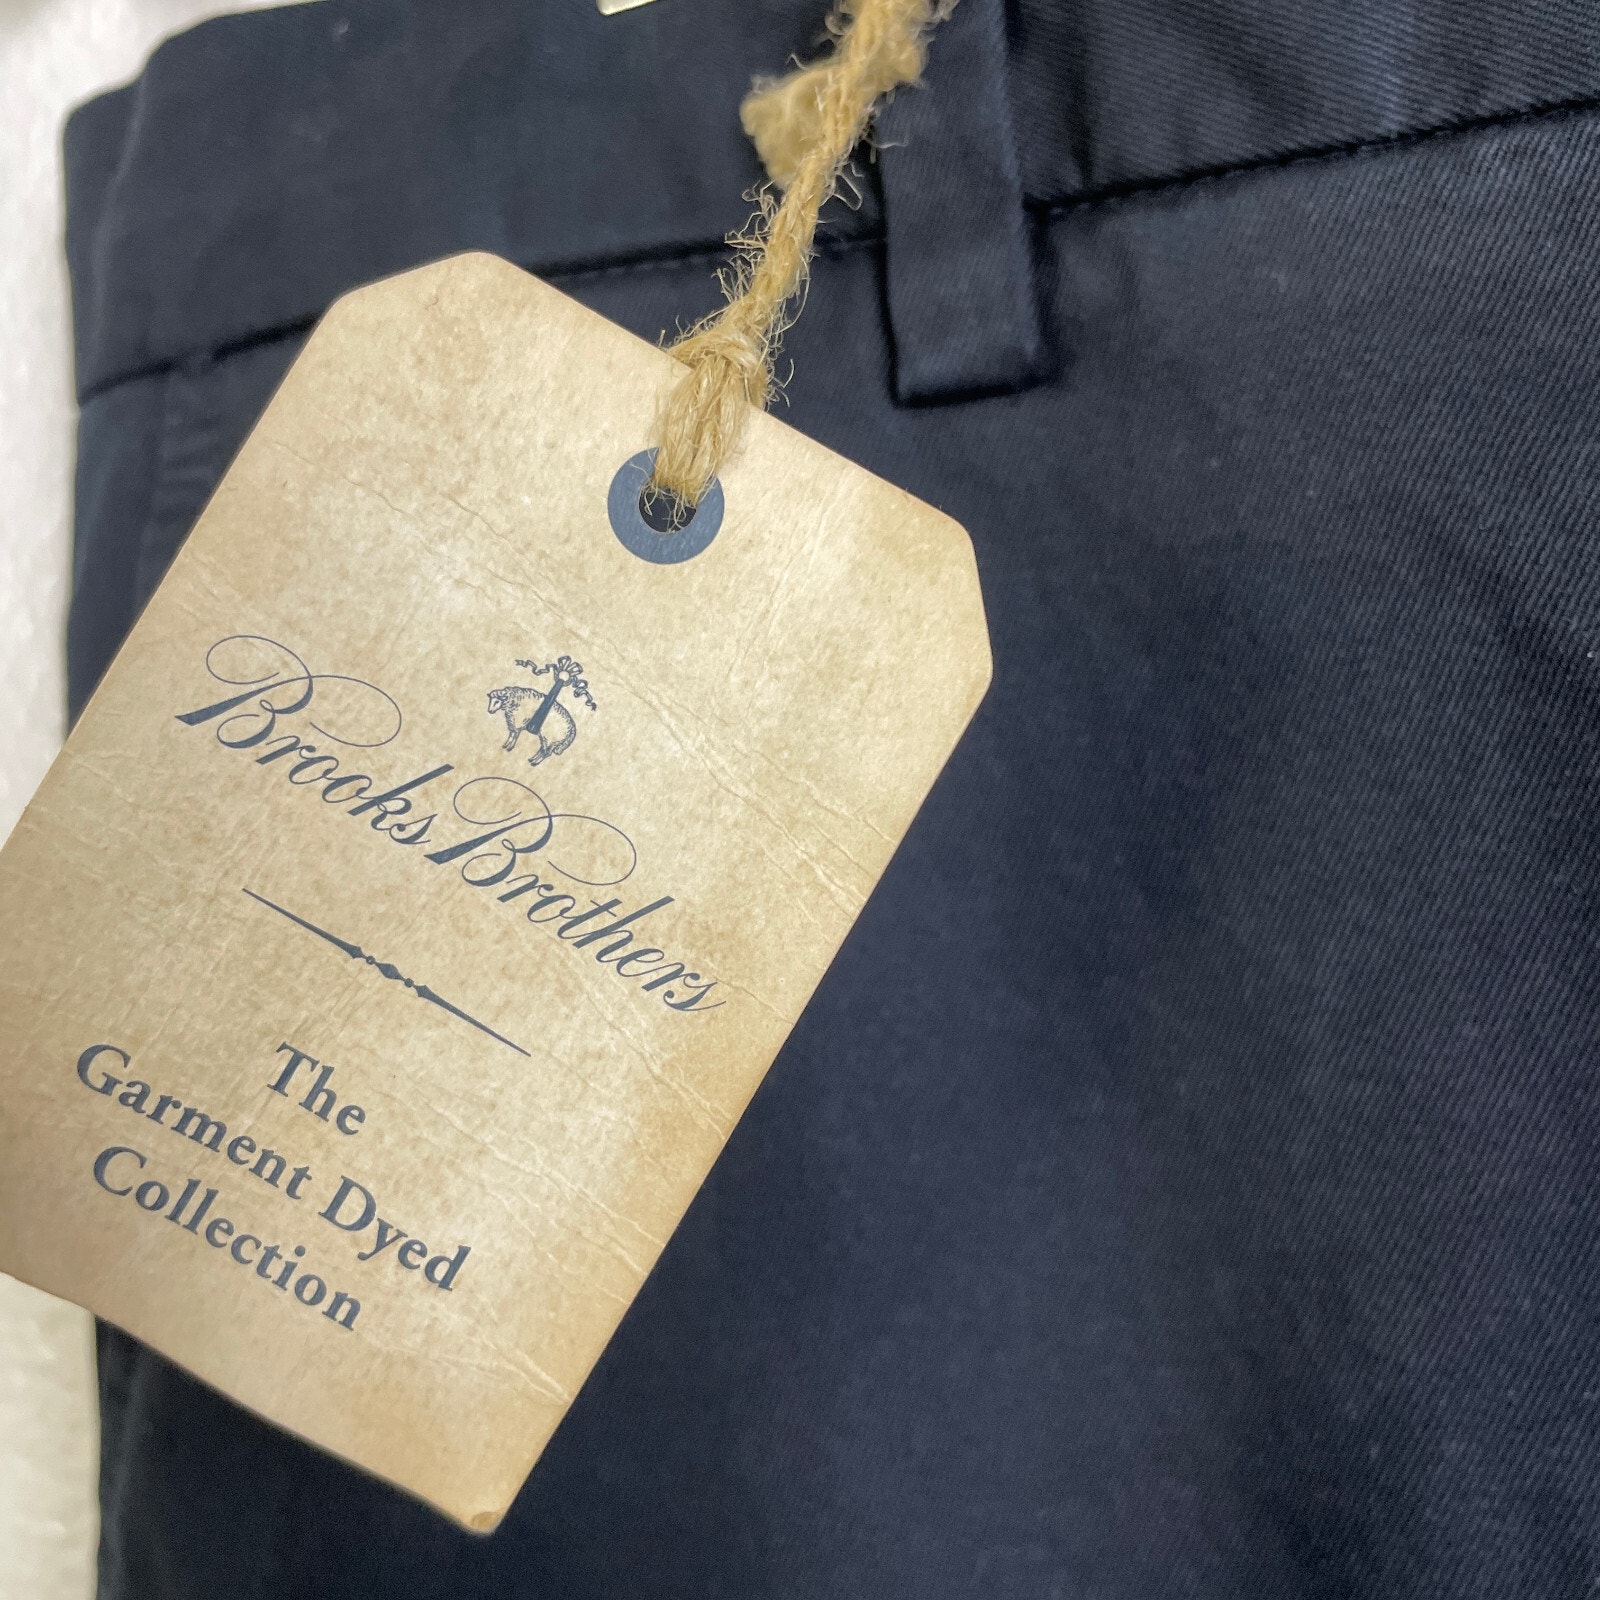 Brooks Brothers
The
Garment Dyed
Collection